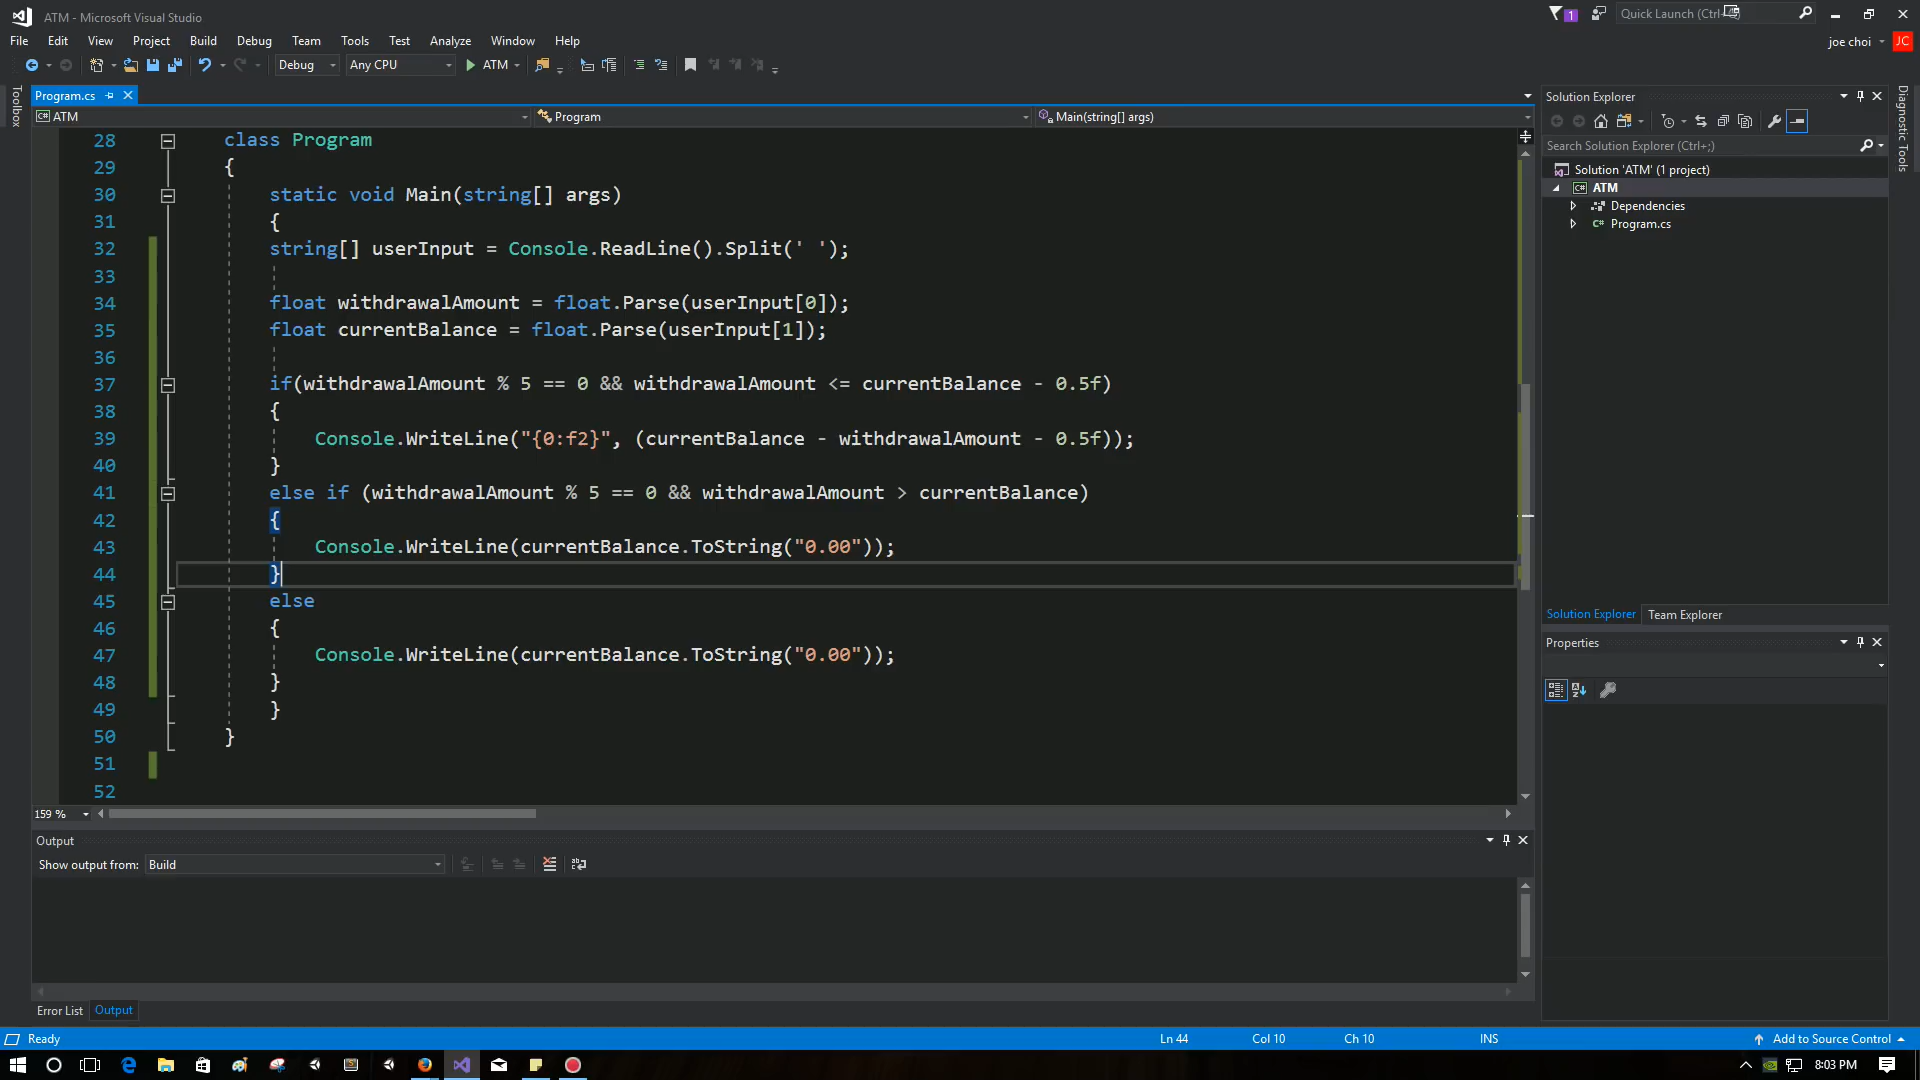 ATM - Microsoft Visual Studio
1
Quick Launch (Ctrl+Q)
File Edit View Project Build Debug Team Tools Test Analyze Window Help
joe choi JC
Debug Any CPU ATM
Toolbox
Program.cs
ATM Program Main(string[] args)
28 class Program
29 {
30 static void Main(string[] args)
31 {
32 string[] userInput = Console.ReadLine().Split(' ');
33
34 float withdrawalAmount = float.Parse(userInput[0]);
35 float currentBalance = float.Parse(userInput[1]);
36
37 if(withdrawalAmount % 5 == 0 && withdrawalAmount <= currentBalance - 0.5f)
38 {
39 Console.WriteLine("{0:f2}", (currentBalance - withdrawalAmount - 0.5f));
40 }
41 else if (withdrawalAmount % 5 == 0 && withdrawalAmount > currentBalance)
42 {
43 Console.WriteLine(currentBalance.ToString("0.00"));
44 }
45 else
46 {
47 Console.WriteLine(currentBalance.ToString("0.00"));
48 }
49 }
50 }
51
52
159 %
Output
Show output from: Build
Error List Output
Solution Explorer
Search Solution Explorer (Ctrl+;)
Solution 'ATM' (1 project)
C# ATM
Dependencies
C# Program.cs
Solution Explorer Team Explorer
Properties
Diagnostic Tools
Ready Ln 44 Col 10 Ch 10 INS Add to Source Control
8:03 PM